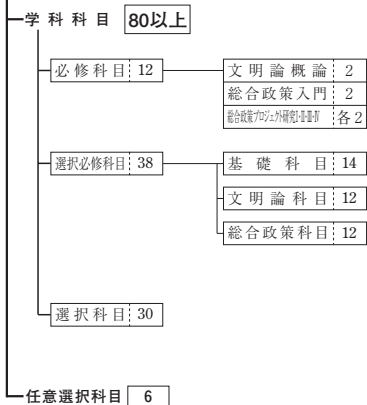 学科科目 80以上
必修科目 12
文明論概論 2
総合政策入門 2
総合政策プロジェクト研究Ⅰ・Ⅱ・Ⅲ・Ⅳ 各2
選択必修科目 38
基礎科目 14
文明論科目 12
総合政策科目 12
選択科目 30
任意選択科目 6